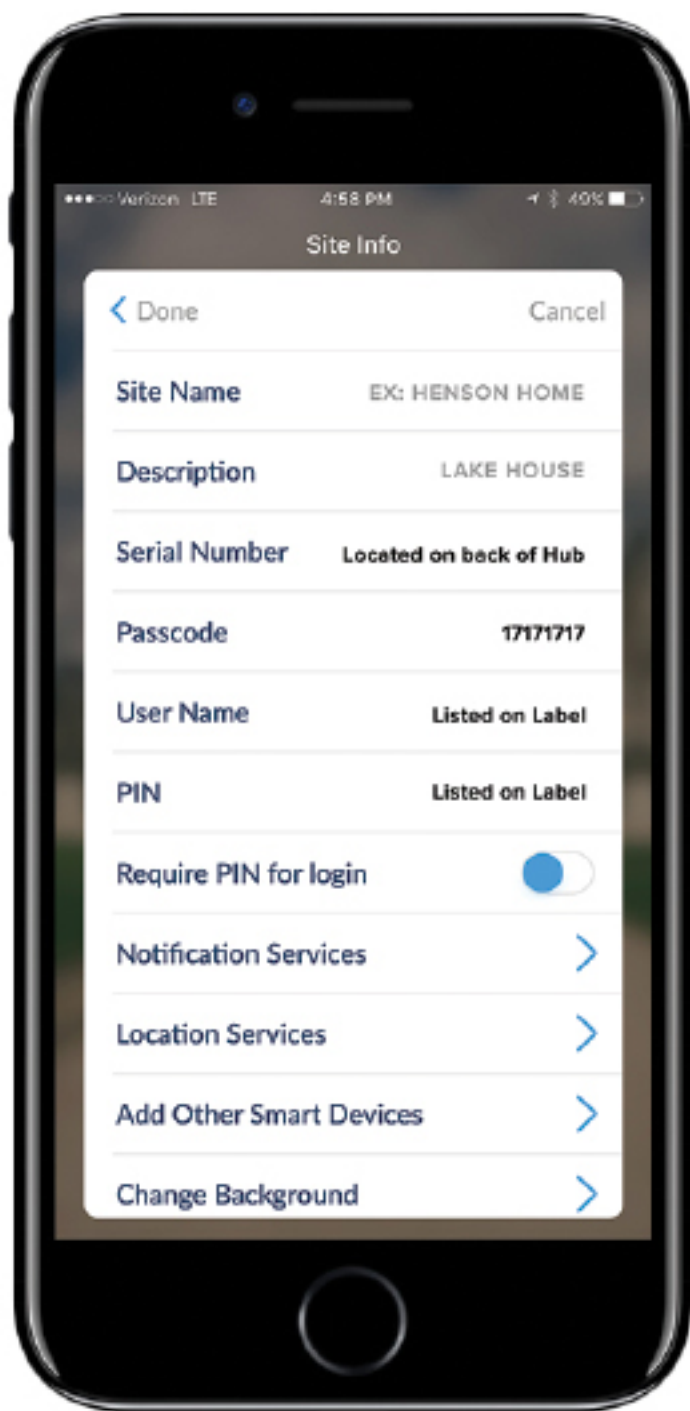 Verizon LTE 4:58 PM 49%
Site Info
Done Cancel
Site Name EX: HENSON HOME
Description LAKE HOUSE
Serial Number Located on back of Hub
Passcode 17171717
User Name Listed on Label
PIN Listed on Label
Require PIN for login
Notification Services
Location Services
Add Other Smart Devices
Change Background